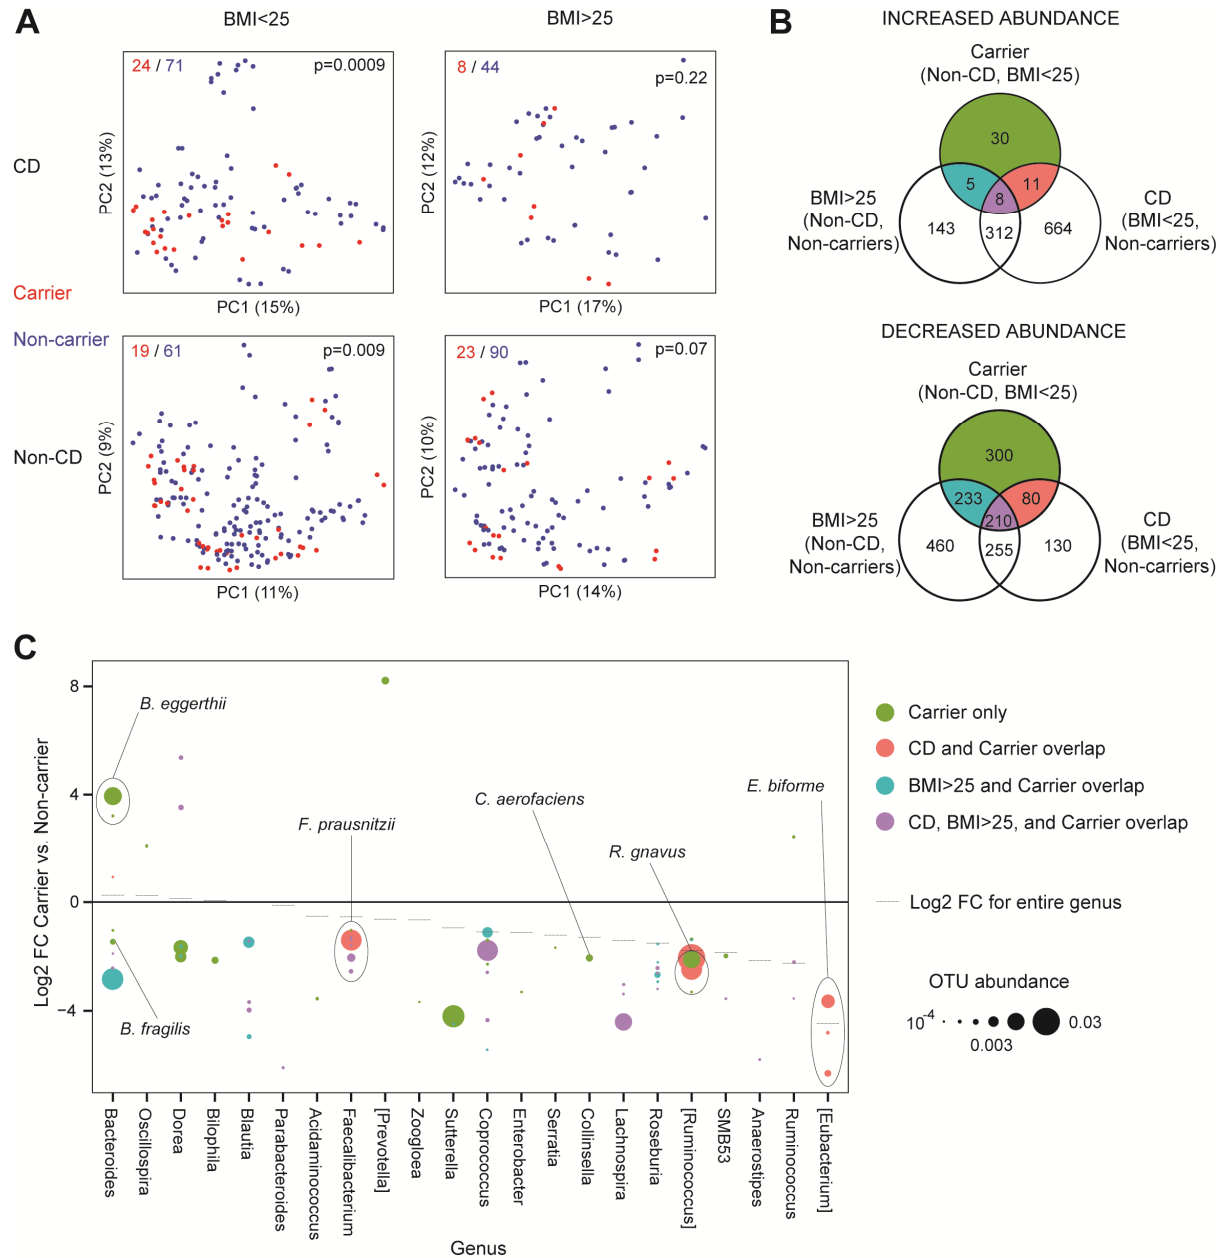 A
BMI<25
BMI>25
CD
Carrier
Non-carrier
Non-CD
24 / 71
p=0.0009
PC2 (13%)
PC1 (15%)
8 / 44
p=0.22
PC2 (12%)
PC1 (17%)
19 / 61
p=0.009
PC2 (9%)
PC1 (11%)
23 / 90
p=0.07
PC2 (10%)
PC1 (14%)
B
INCREASED ABUNDANCE
Carrier
(Non-CD, BMI<25)
30
5
11
8
BMI>25
(Non-CD,
Non-carriers)
143
312
664
CD
(BMI<25,
Non-carriers)
DECREASED ABUNDANCE
Carrier
(Non-CD, BMI<25)
300
233
80
210
BMI>25
(Non-CD,
Non-carriers)
460
255
130
CD
(BMI<25,
Non-carriers)
C
Log2 FC Carrier vs. Non-carrier
8
4
0
−4
B. eggerthii
B. fragilis
F. prausnitzii
C. aerofaciens
R. gnavus
E. biforme
Bacteroides
Oscillospira
Dorea
Bilophila
Blautia
Parabacteroides
Acidaminococcus
Faecalibacterium
[Prevotella]
Zoogloea
Sutterella
Coprococcus
Enterobacter
Serratia
Collinsella
Lachnospira
Roseburia
[Ruminococcus]
SMB53
Anaerostipes
Ruminococcus
[Eubacterium]
Genus
Carrier only
CD and Carrier overlap
BMI>25 and Carrier overlap
CD, BMI>25, and Carrier overlap
Log2 FC for entire genus
OTU abundance
10⁻⁴
0.03
0.003